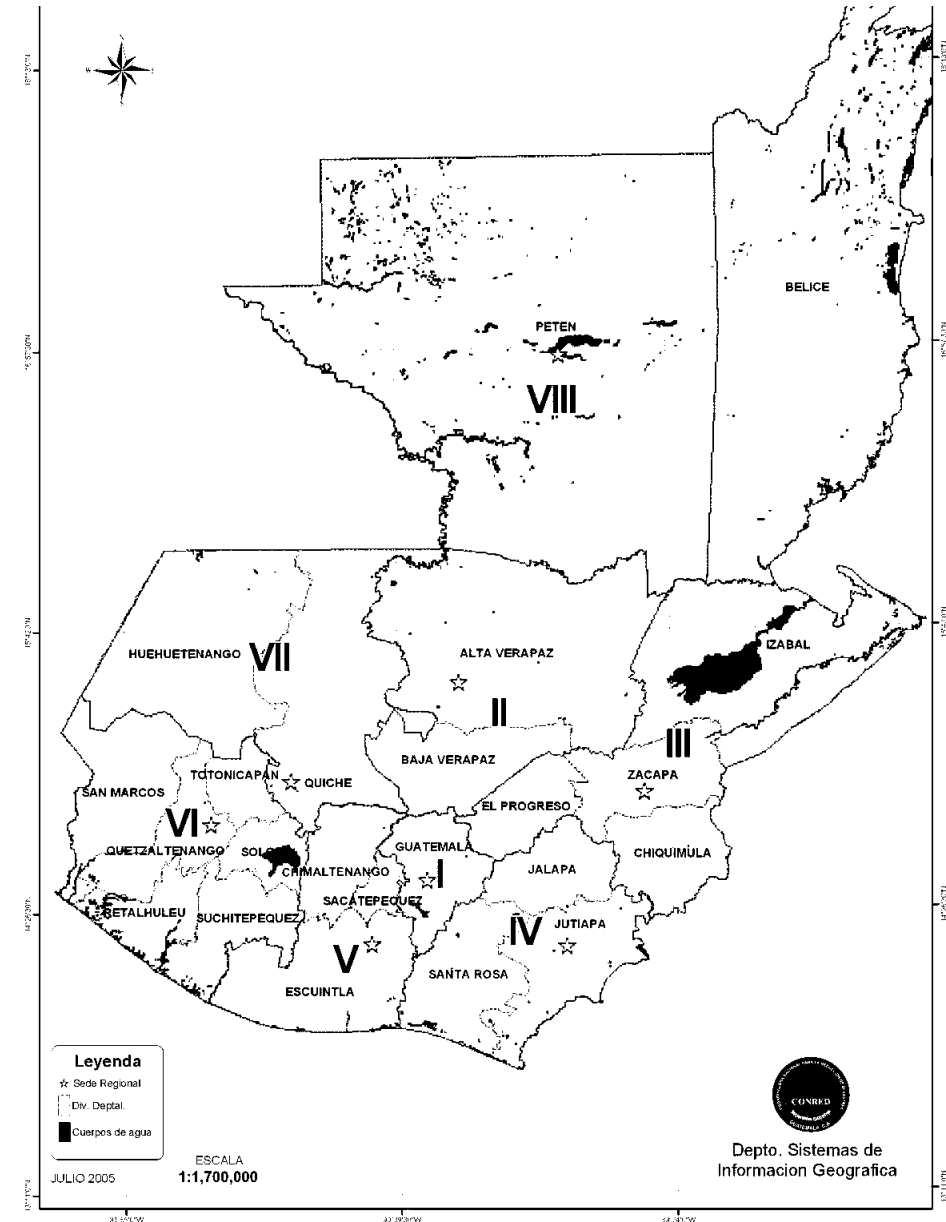 N
BELICE
PETEN
VIII
HUEHUETENANGO
VII
ALTA VERAPAZ
IZABAL
II
III
BAJA VERAPAZ
TOTONICAPAN
QUICHE
ZACAPA
SAN MARCOS
EL PROGRESO
VI
QUETZALTENANGO
GUATEMALA
CHIQUIMULA
JALAPA
CHIMALTENANGO
I
SACATEPEQUEZ
RETALHULEU
SUCHITEPEQUEZ
IV
JUTIAPA
V
SANTA ROSA
ESCUINTLA
Leyenda
Sede Regional
Div. Deptal.
Cuerpos de agua
JULIO 2005
ESCALA
1:1,700,000
CONRED
GUATEMALA C.A.
Depto. Sistemas de
Informacion Geografica